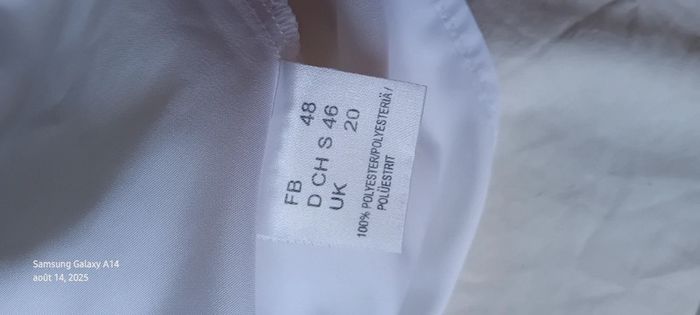 FB 48
D CH S 46
UK 20
100% POLYESTER/POLYESTERIÄ/
POLÜESTRIT
Samsung Galaxy A14
août 14, 2025